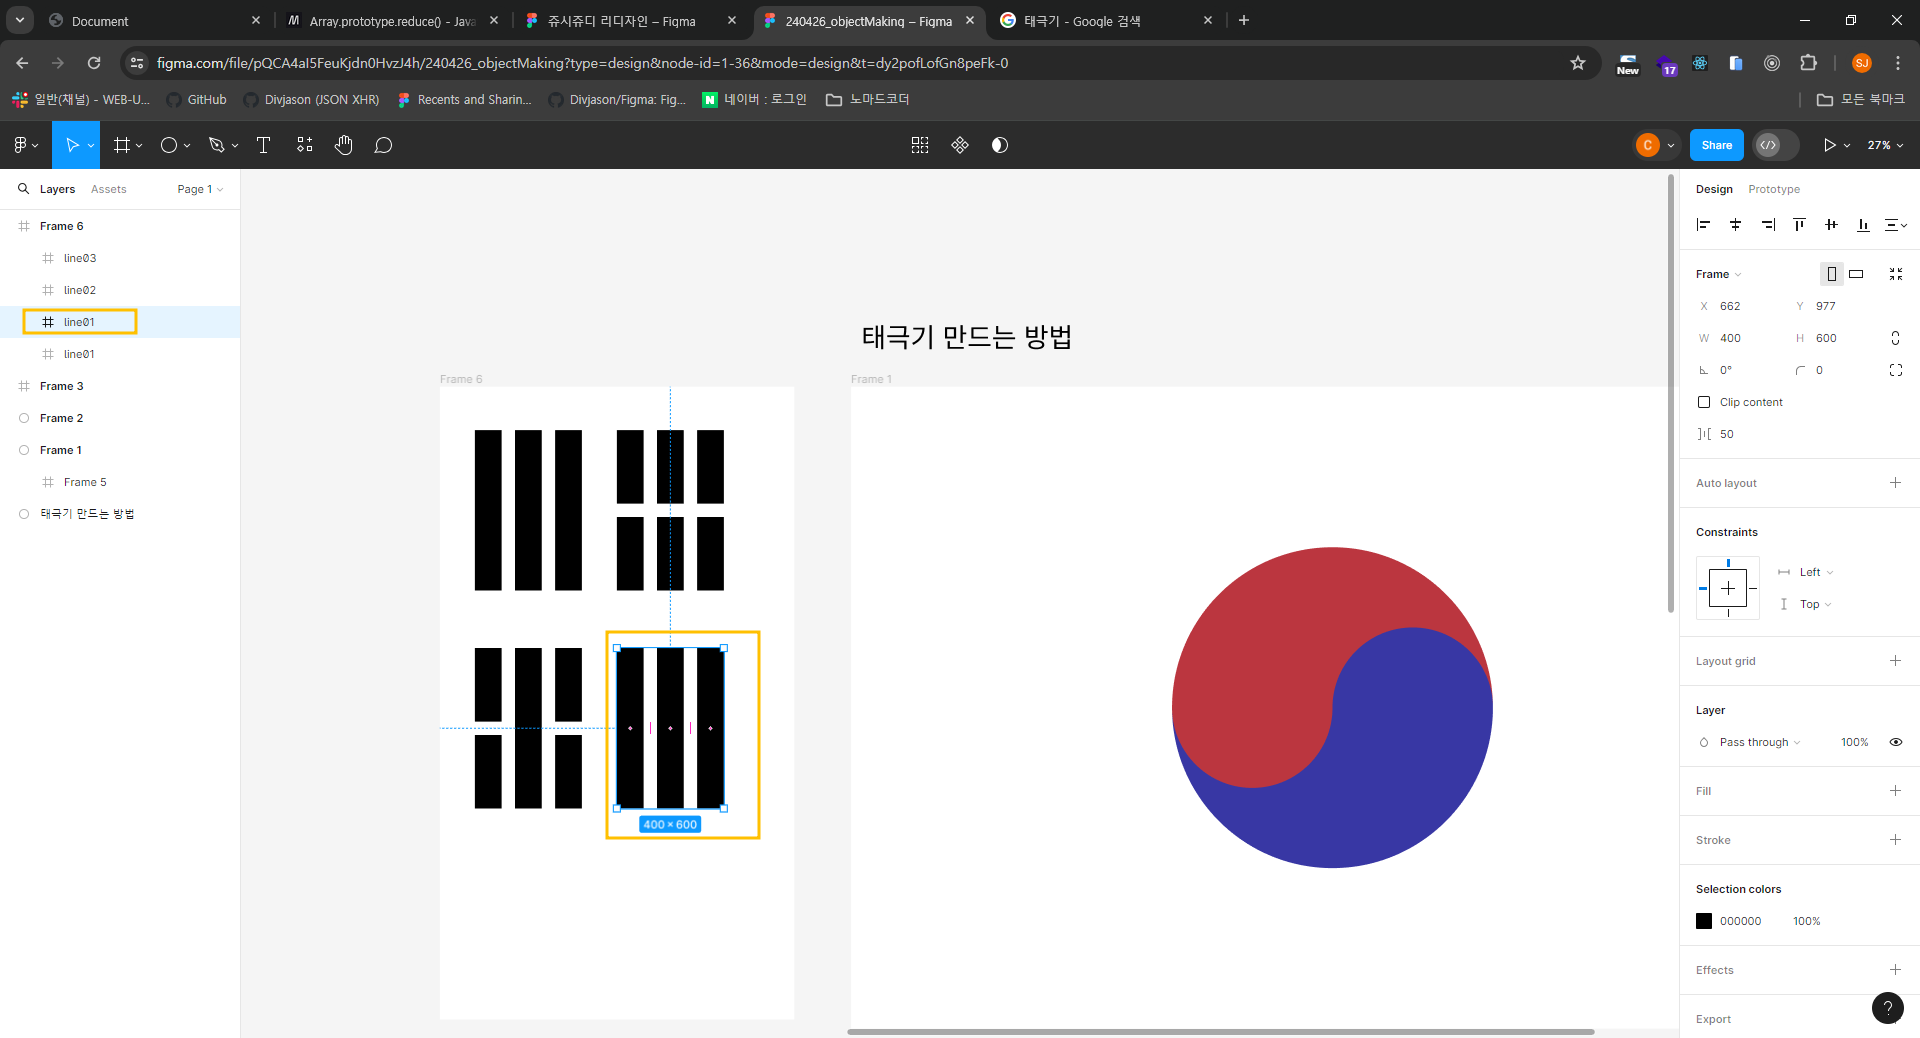 Document
Array.prototype.reduce() - Java
쥬시쥬디 리디자인 – Figma
240426_objectMaking – Figma
태극기 - Google 검색
figma.com/file/pQCA4aI5FeuKjdn0HvzJ4h/240426_objectMaking?type=design&node-id=1-36&mode=design&t=dy2pofLofGn8peFk-0
New
17
SJ
일반(채널) - WEB-U...
GitHub
Divjason (JSON XHR)
Recents and Sharin...
Divjason/Figma: Fig...
N
네이버 : 로그인
노마드코더
모든 북마크
C
Share
27%
Layers
Assets
Page 1
Frame 6
line03
line02
line01
line01
Frame 3
Frame 2
Frame 1
Frame 5
태극기 만드는 방법
태극기 만드는 방법
Frame 6
Frame 1
400 × 600
Design
Prototype
Frame
X 662
Y 977
W 400
H 600
0°
0
Clip content
50
Auto layout
Constraints
Left
Top
Layout grid
Layer
Pass through
100%
Fill
Stroke
Selection colors
000000
100%
Effects
Export
?